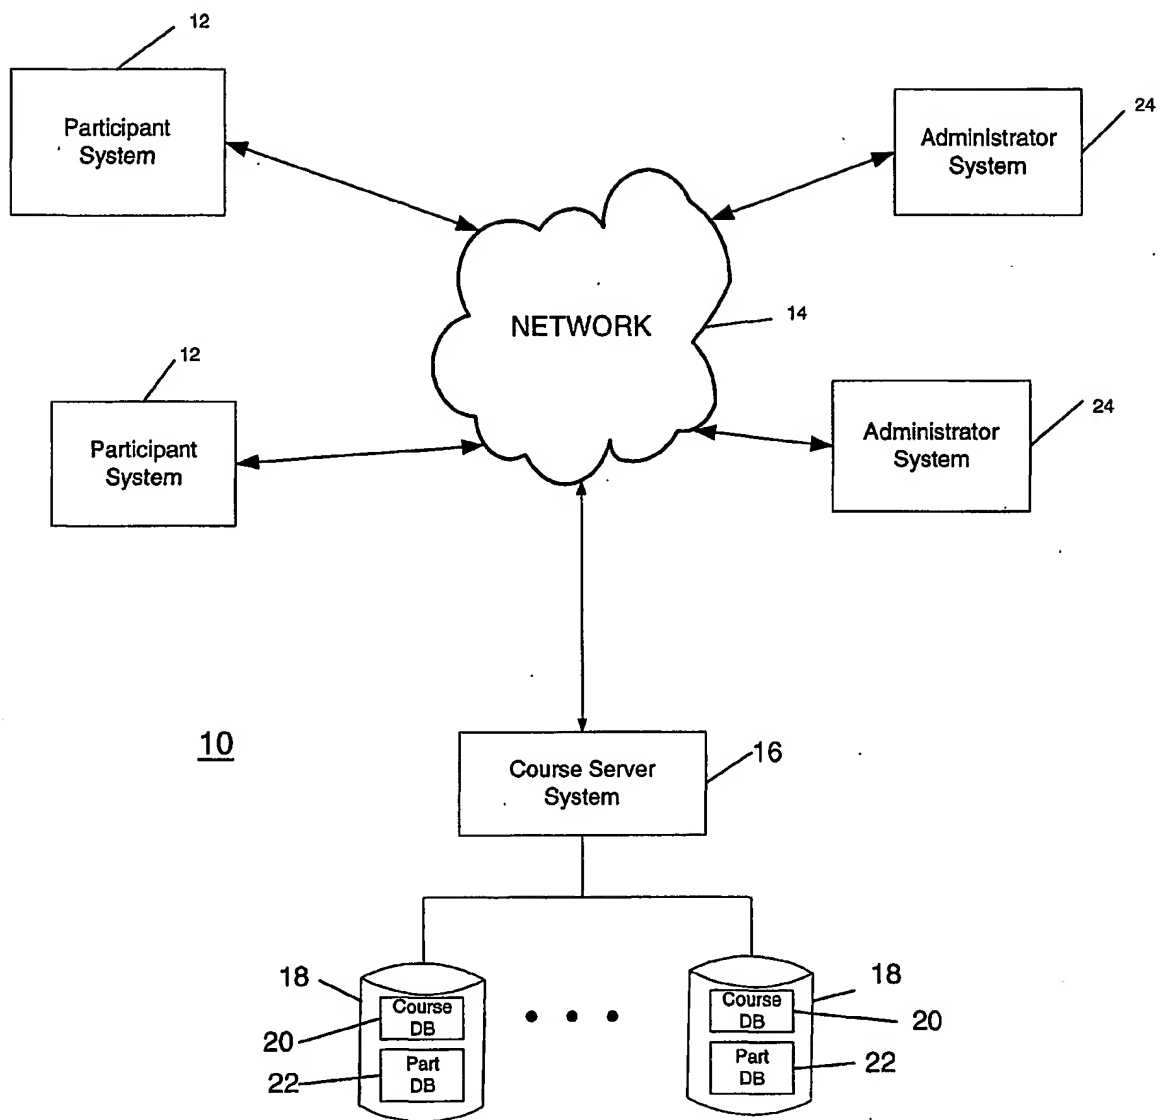 12
Participant
System
24
Administrator
System
NETWORK
14
12
Participant
System
24
Administrator
System
10
Course Server
System
16
18
Course
DB
20
Part
DB
22
18
Course
DB
20
Part
DB
22